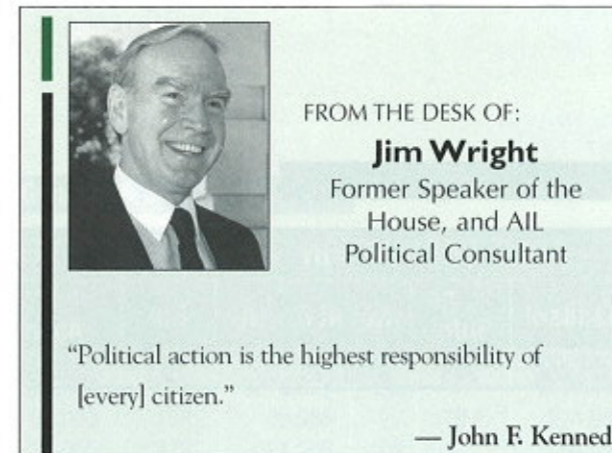 FROM THE DESK OF:
Jim Wright
Former Speaker of the
House, and AIL
Political Consultant
“Political action is the highest responsibility of
[every] citizen.”
— John F. Kenned